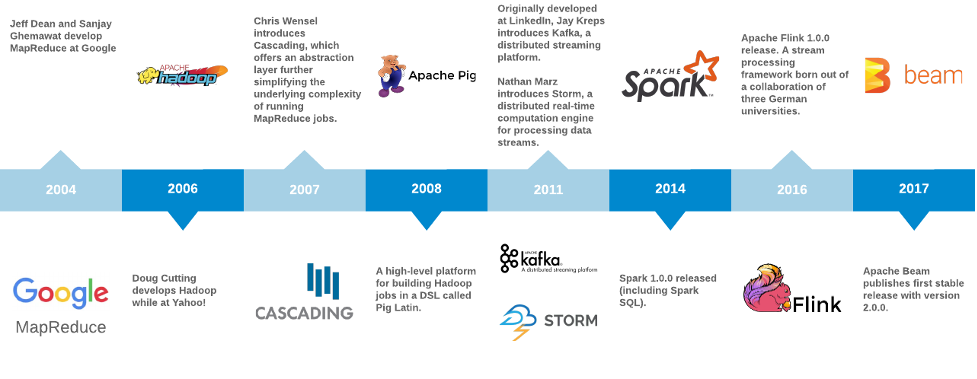 Jeff Dean and Sanjay
Ghemawat develop
MapReduce at Google
APACHE
hadoop
Chris Wensel
introduces
Cascading, which
offers an abstraction
layer further
simplifying the
underlying complexity
of running
MapReduce jobs.
Apache Pig
Originally developed
at LinkedIn, Jay Kreps
introduces Kafka, a
distributed streaming
platform.
Nathan Marz
introduces Storm, a
distributed real-time
computation engine
for processing data
streams.
APACHE
Spark™
Apache Flink 1.0.0
release. A stream
processing
framework born out of
a collaboration of
three German
universities.
beam
2004
2006
2007
2008
2011
2014
2016
2017
Google
MapReduce
Doug Cutting
develops Hadoop
while at Yahoo!
CASCADING
A high-level platform
for building Hadoop
jobs in a DSL called
Pig Latin.
APACHE
kafka
A distributed streaming platform
STORM
Spark 1.0.0 released
(including Spark
SQL).
Flink
Apache Beam
publishes first stable
release with version
2.0.0.